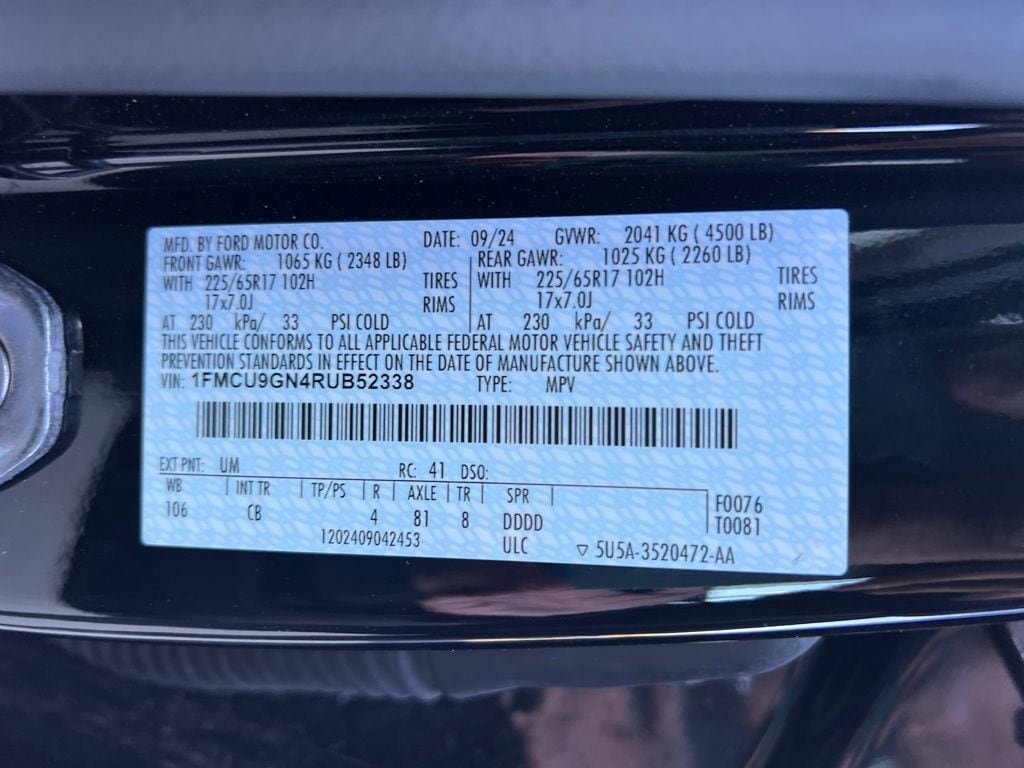 MFD. BY FORD MOTOR CO. DATE: 09/24 GVWR: 2041 KG ( 4500 LB)
FRONT GAWR: 1065 KG ( 2348 LB) REAR GAWR: 1025 KG ( 2260 LB)
WITH 225/65R17 102H TIRES WITH 225/65R17 102H TIRES
17x7.0J RIMS 17x7.0J RIMS
AT 230 kPa/ 33 PSI COLD AT 230 kPa/ 33 PSI COLD
THIS VEHICLE CONFORMS TO ALL APPLICABLE FEDERAL MOTOR VEHICLE SAFETY AND THEFT
PREVENTION STANDARDS IN EFFECT ON THE DATE OF MANUFACTURE SHOWN ABOVE.
VIN: 1FMCU9GN4RUB52338 TYPE: MPV
EXT PNT: UM RC: 41 DSO:
WB INT TR TP/PS R AXLE TR SPR F0076
106 CB 4 81 8 DDDD T0081
1202409042453 ULC ▽ 5U5A-3520472-AA